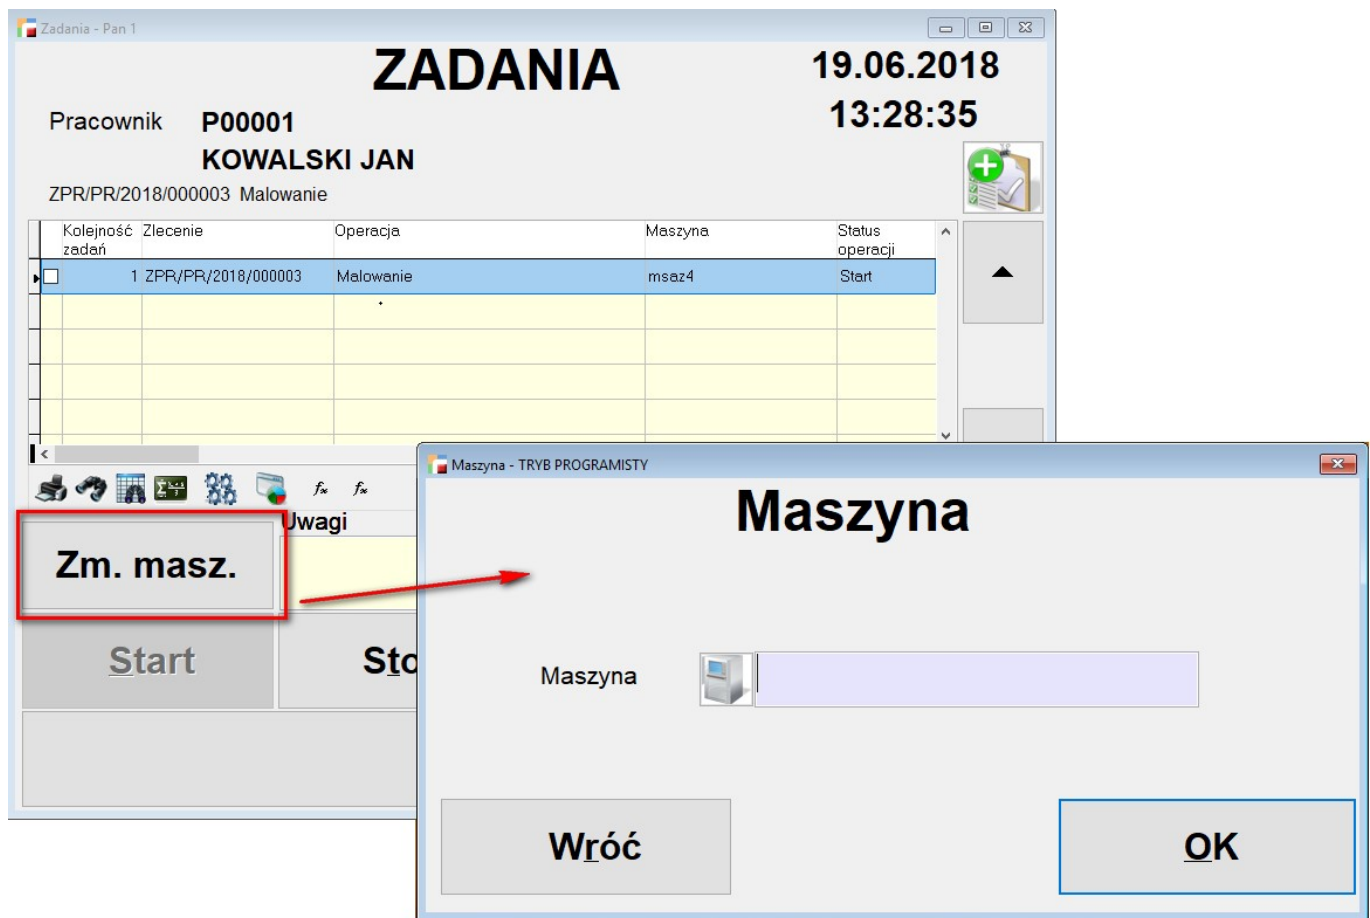 Zadania - Pan 1
ZADANIA
19.06.2018
13:28:35
Pracownik P00001
KOWALSKI JAN
ZPR/PR/2018/000003 Malowanie
Kolejność zadań Zlecenie Operacja Maszyna Status operacji
1 ZPR/PR/2018/000003 Malowanie msaz4 Start
Uwagi
Zm. masz.
Start
Sto
Maszyna - TRYB PROGRAMISTY
Maszyna
Maszyna
Wróć
OK